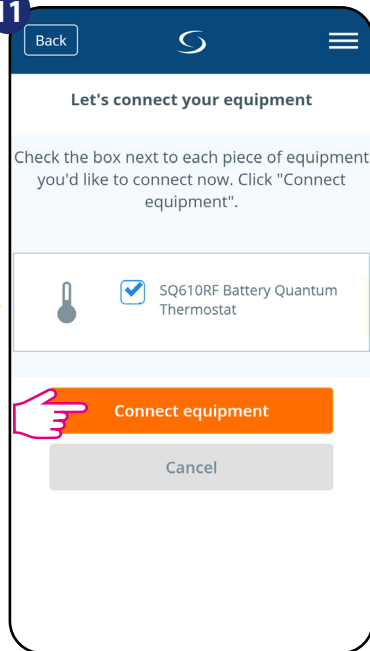 11
Back
Let's connect your equipment
Check the box next to each piece of equipment
you'd like to connect now. Click "Connect
equipment".
SQ610RF Battery Quantum
Thermostat
Connect equipment
Cancel